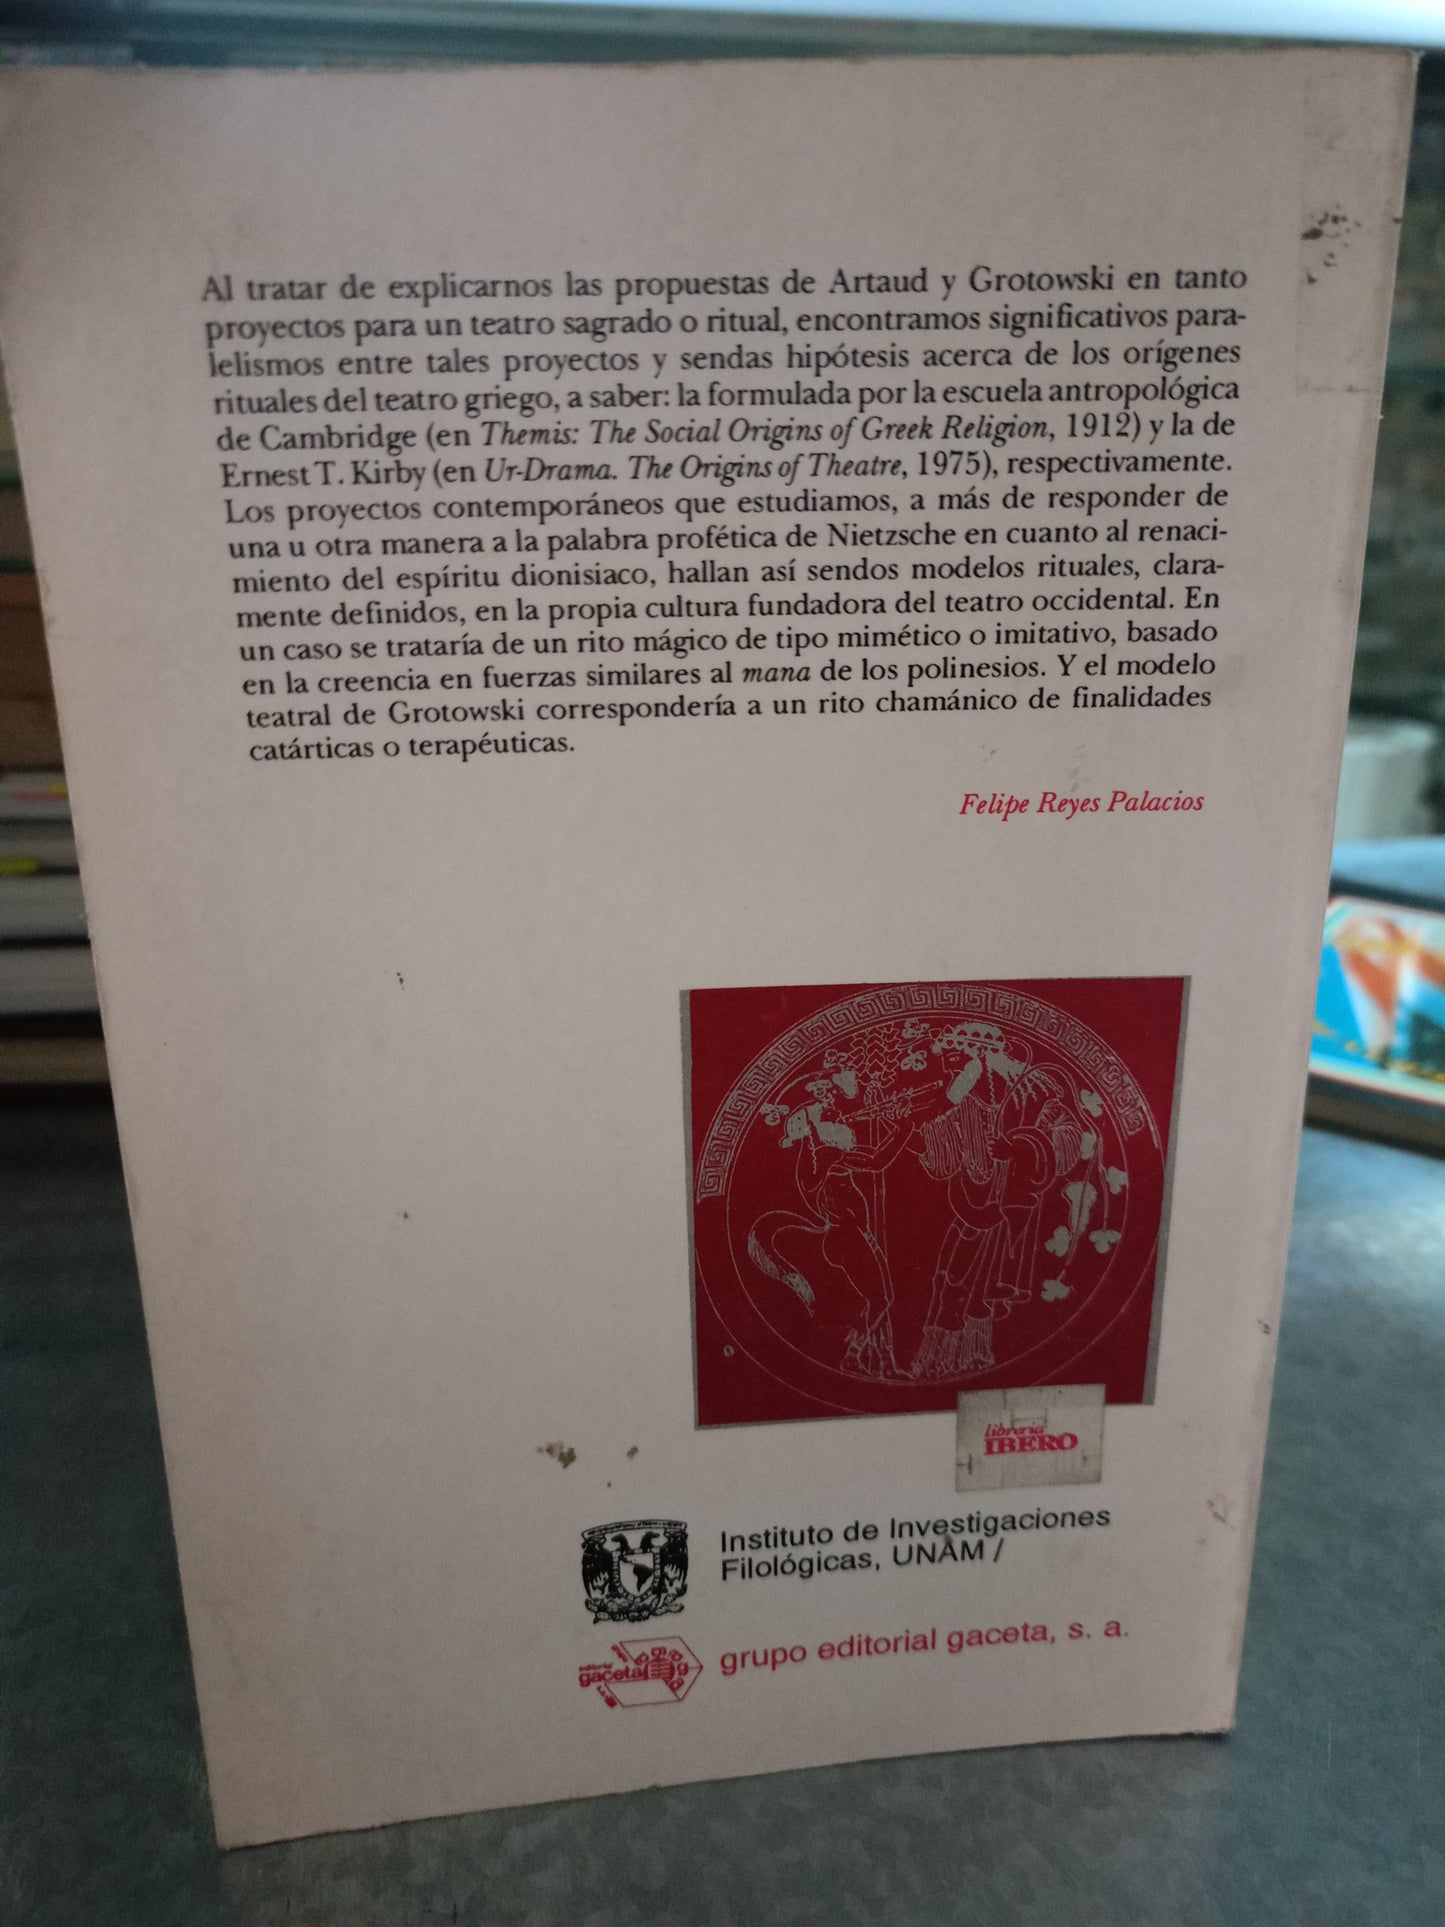 Al tratar de explicarnos las propuestas de Artaud y Grotowski en tanto
proyectos para un teatro sagrado o ritual, encontramos significativos para-
lelismos entre tales proyectos y sendas hipótesis acerca de los orígenes
rituales del teatro griego, a saber: la formulada por la escuela antropológica
de Cambridge (en Themis: The Social Origins of Greek Religion, 1912) y la de
Ernest T. Kirby (en Ur-Drama. The Origins of Theatre, 1975), respectivamente.
Los proyectos contemporáneos que estudiamos, a más de responder de
una u otra manera a la palabra profética de Nietzsche en cuanto al renaci-
miento del espíritu dionisiaco, hallan así sendos modelos rituales, clara-
mente definidos, en la propia cultura fundadora del teatro occidental. En
un caso se trataría de un rito mágico de tipo mimético o imitativo, basado
en la creencia en fuerzas similares al mana de los polinesios. Y el modelo
teatral de Grotowski correspondería a un rito chamánico de finalidades
catárticas o terapéuticas.
Felipe Reyes Palacios
librería
IBERO
Instituto de Investigaciones
Filológicas, UNAM /
editorial
gaceta
grupo editorial gaceta, s. a.